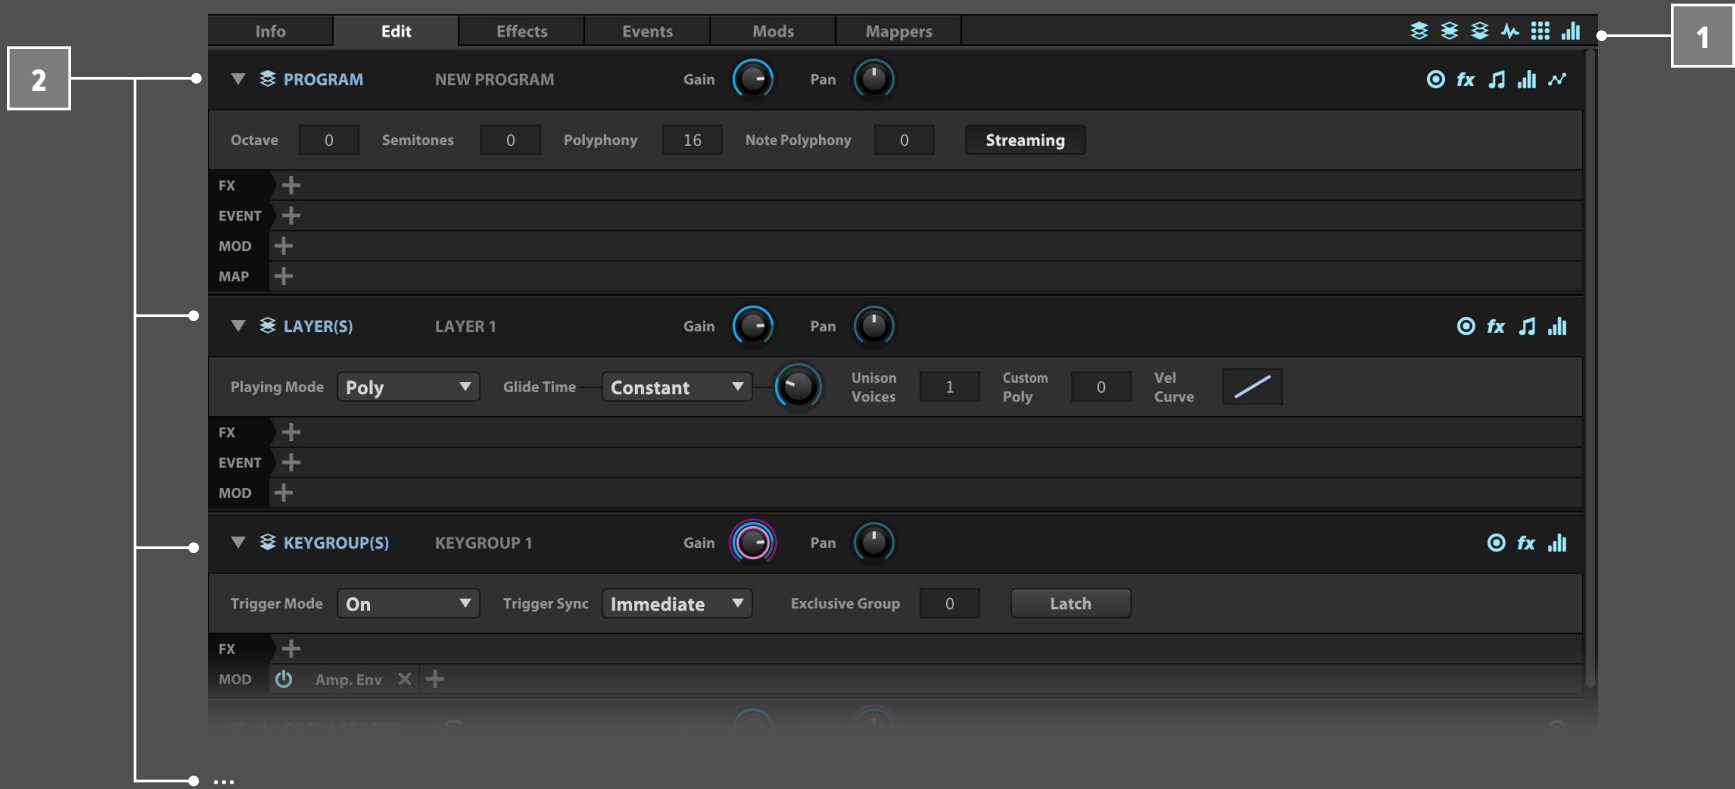 Info Edit Effects Events Mods Mappers
1
2
PROGRAM NEW PROGRAM Gain Pan fx
Octave 0 Semitones 0 Polyphony 16 Note Polyphony 0 Streaming
FX
EVENT
MOD
MAP
LAYER(S) LAYER 1 Gain Pan fx
Playing Mode Poly Glide Time Constant Unison Voices 1 Custom Poly 0 Vel Curve
FX
EVENT
MOD
KEYGROUP(S) KEYGROUP 1 Gain Pan fx
Trigger Mode On Trigger Sync Immediate Exclusive Group 0 Latch
FX
MOD Amp. Env
...